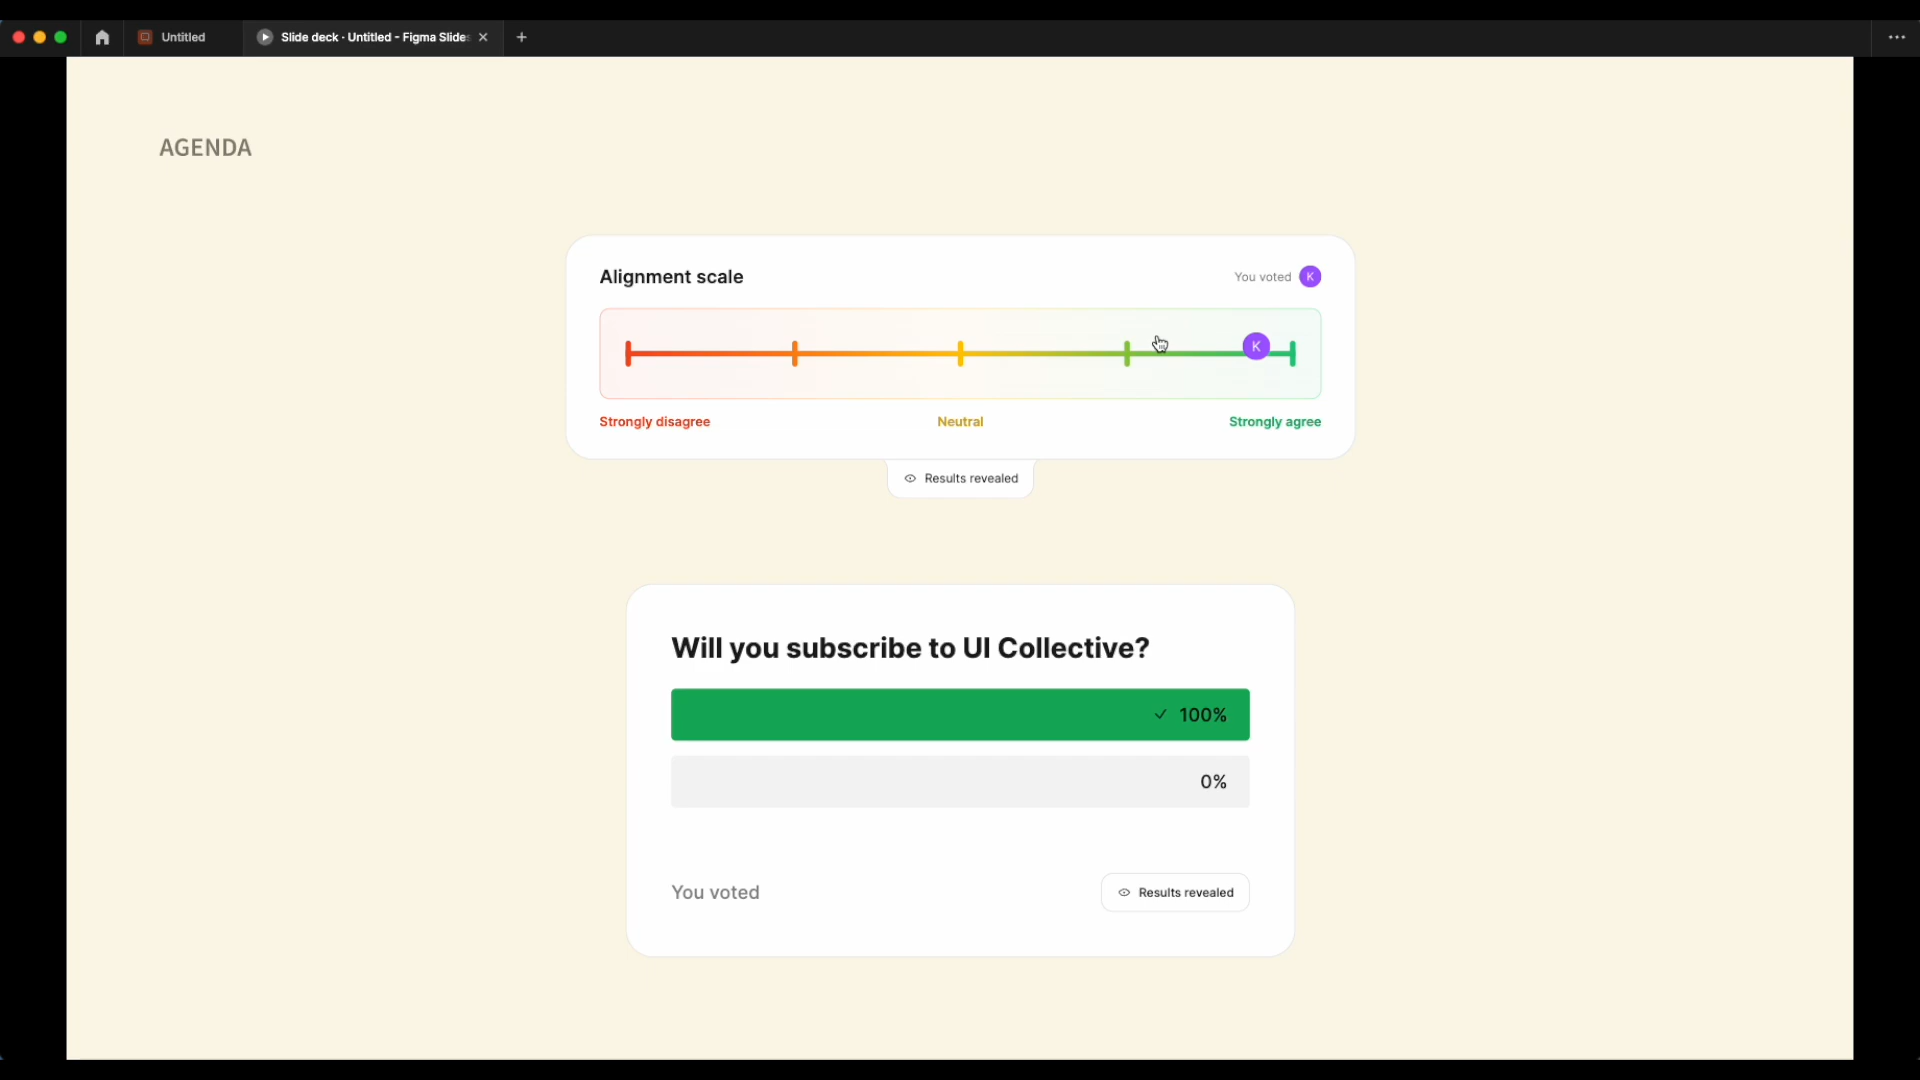 Untitled
Slide deck · Untitled - Figma Slides
AGENDA
Alignment scale
You voted K
K
Strongly disagree
Neutral
Strongly agree
Results revealed
Will you subscribe to UI Collective?
100%
0%
You voted
Results revealed